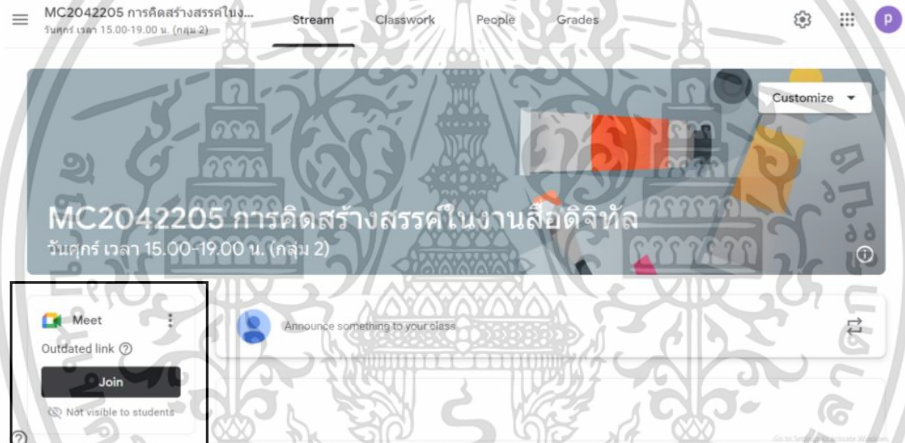 MC2042205 การคิดสร้างสรรค์ในง...
วันศุกร์ เวลา 15.00-19.00 น. (กลุ่ม 2)
Stream
Classwork
People
Grades
p
Customize
MC2042205 การคิดสร้างสรรค์ในงานสื่อดิจิทัล
วันศุกร์ เวลา 15.00-19.00 น. (กลุ่ม 2)
Meet
Announce something to your class
Outdated link
Join
Not visible to students